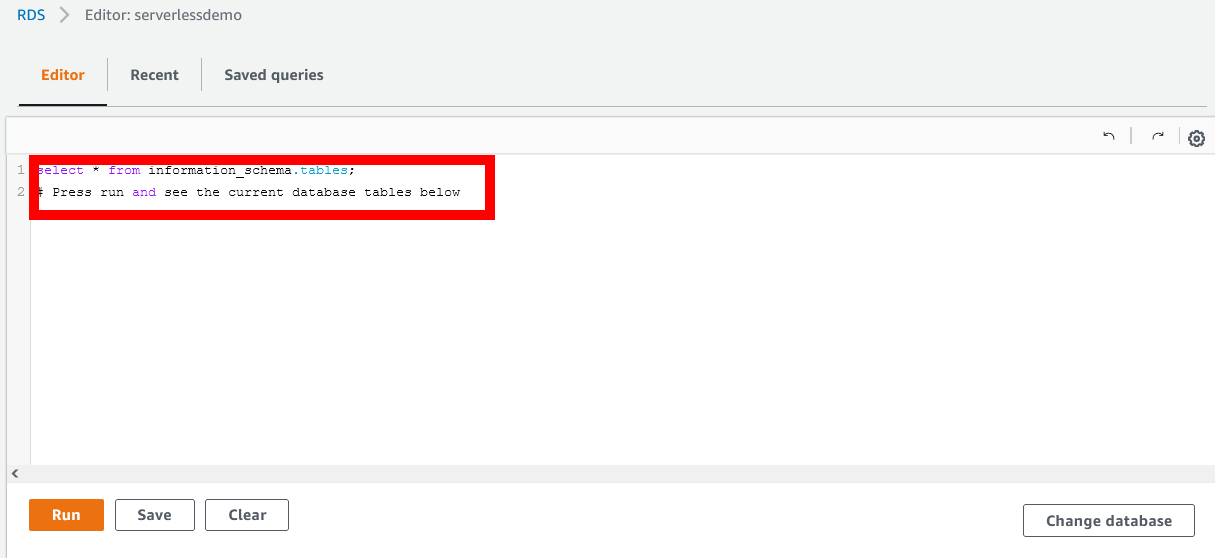 RDS > Editor: serverlessdemo
Editor Recent Saved queries
1 select * from information_schema.tables;
2 # Press run and see the current database tables below
Run Save Clear Change database